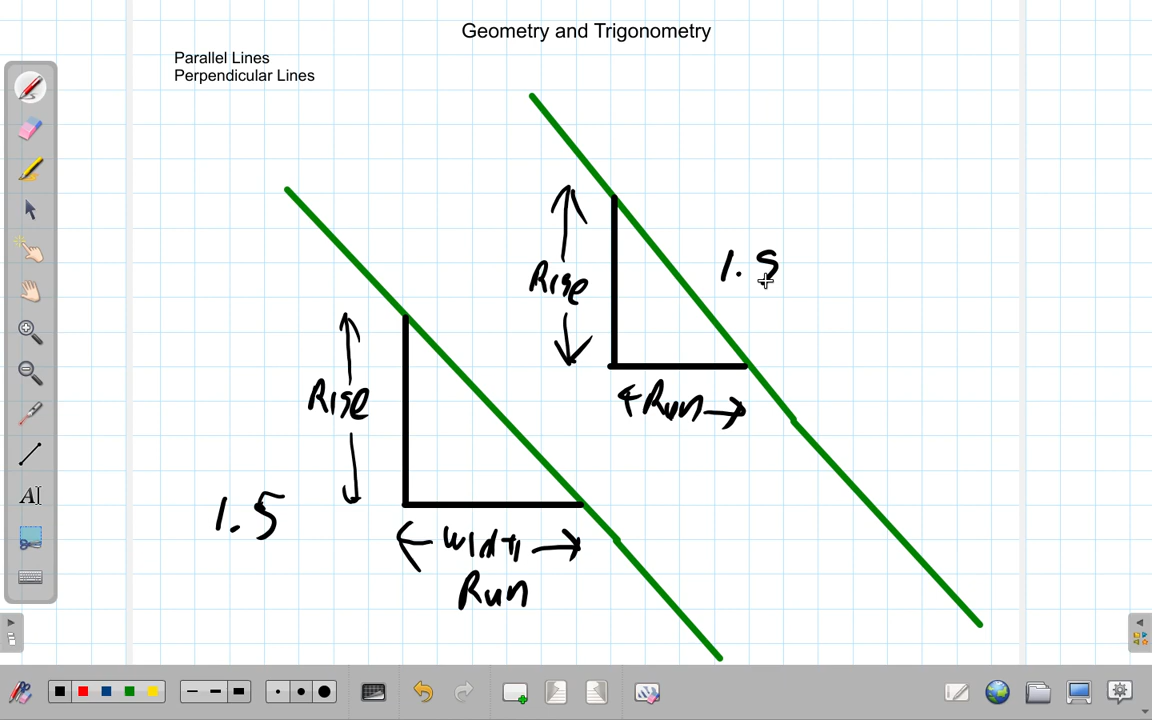 Geometry and Trigonometry
Parallel Lines
Perpendicular Lines
Rise
1.5
Run
Rise
1.5
Width
Run
AI